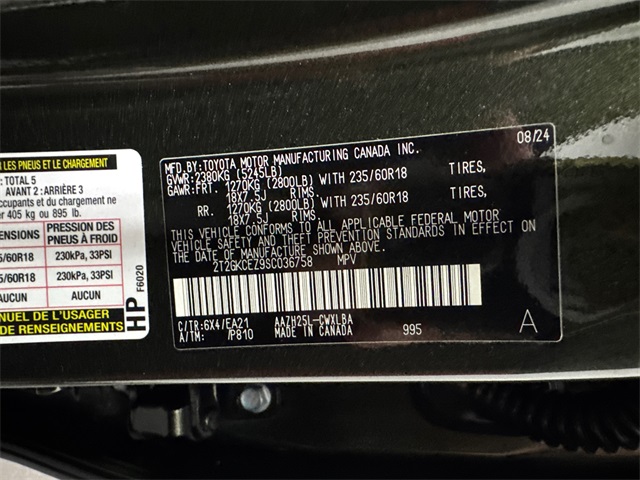 R LES PNEUS ET LE CHARGEMENT
: TOTAL 5
AVANT 2 : ARRIÈRE 3
occupants et du chargement ne
r 405 kg ou 895 lb.
ENSIONS PRESSION DES PNEUS À FROID
5/60R18 230kPa, 33PSI
5/60R18 230kPa, 33PSI
AUCUN AUCUN
NUEL DE L'USAGER
DE RENSEIGNEMENTS
HP F6020
08/24
MFD BY:TOYOTA MOTOR MANUFACTURING CANADA INC.
GVWR:2380KG (5245LB)
GAWR:FRT. 1270KG (2800LB) WITH 235/60R18 TIRES,
18X7.5J RIMS.
RR. 1270KG (2800LB) WITH 235/60R18 TIRES,
18X7.5J RIMS.
THIS VEHICLE CONFORMS TO ALL APPLICABLE FEDERAL MOTOR
VEHICLE SAFETY AND THEFT PREVENTION STANDARDS IN EFFECT
ON THE DATE OF MANUFACTURE SHOWN ABOVE.
2T2GKCEZ9SC036758 MPV
C/TR:6X4/EA21 AAZH25L-CWXLBA
A/TM: /P810 MADE IN CANADA 995 A